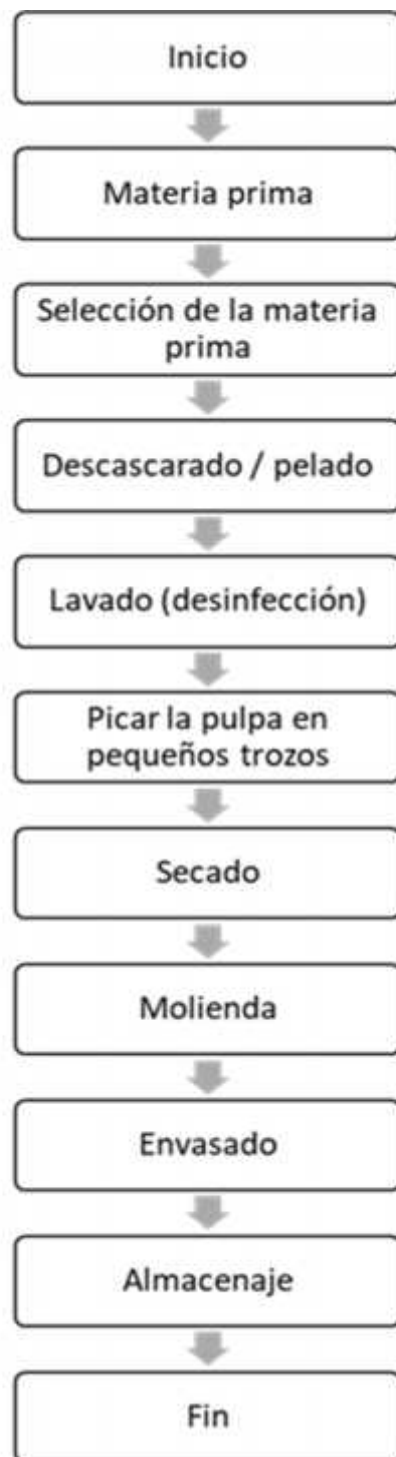 Inicio
Materia prima
Selección de la materia
prima
Descascarado / pelado
Lavado (desinfección)
Picar la pulpa en
pequeños trozos
Secado
Molienda
Envasado
Almacenaje
Fin